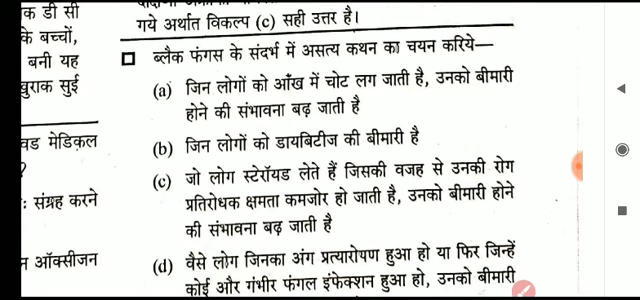 क डी सी
के बच्चों,
बनी यह
बुराक सुई
वड मेडिकल
?
: संग्रह करने
न ऑक्सीजन
गये अर्थात विकल्प (c) सही उत्तर है।
ब्लैक फंगस के संदर्भ में असत्य कथन का चयन करिये—
(a) जिन लोगों को आँख में चोट लग जाती है, उनको बीमारी
होने की संभावना बढ़ जाती है
(b) जिन लोगों को डायबिटीज की बीमारी है
(c) जो लोग स्टेरॉयड लेते हैं जिसकी वजह से उनकी रोग
प्रतिरोधक क्षमता कमजोर हो जाती है, उनको बीमारी होने
की संभावना बढ़ जाती है
(d) वैसे लोग जिनका अंग प्रत्यारोपण हुआ हो या फिर जिन्हें
कोई और गंभीर फंगल इंफेक्शन हुआ हो, उनको बीमारी